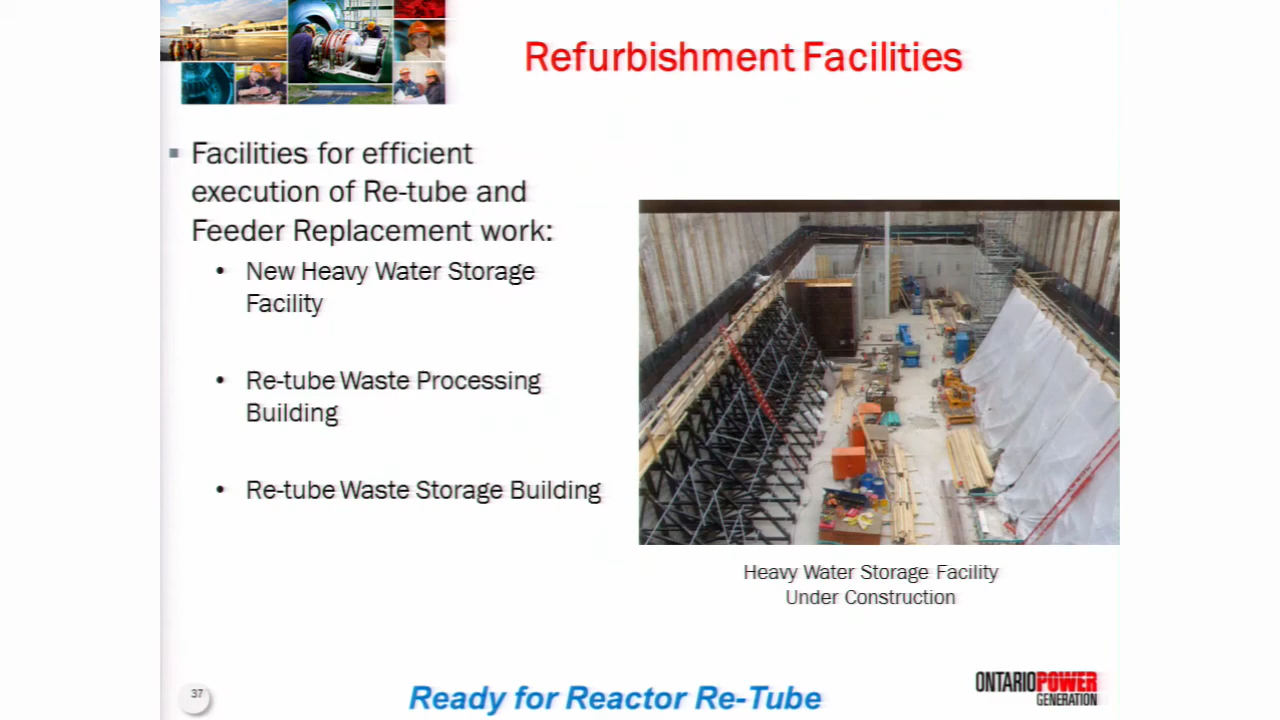 Refurbishment Facilities
Facilities for efficient
execution of Re-tube and
Feeder Replacement work:
• New Heavy Water Storage
Facility
• Re-tube Waste Processing
Building
• Re-tube Waste Storage Building
Heavy Water Storage Facility
Under Construction
37
Ready for Reactor Re-Tube
ONTARIOPOWER
GENERATION